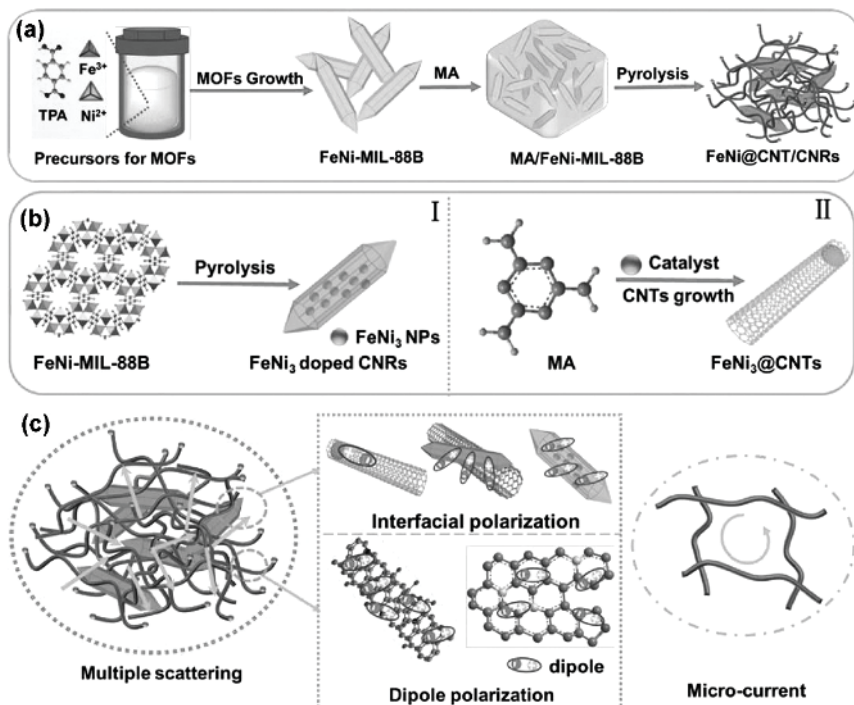 (a)
TPA
Fe³⁺
Ni²⁺
Precursors for MOFs
MOFs Growth
FeNi-MIL-88B
MA
MA/FeNi-MIL-88B
Pyrolysis
FeNi@CNT/CNRs
(b)
I
FeNi-MIL-88B
Pyrolysis
FeNi₃ NPs
FeNi₃ doped CNRs
II
MA
Catalyst
CNTs growth
FeNi₃@CNTs
(c)
Multiple scattering
Interfacial polarization
dipole
Dipole polarization
Micro-current